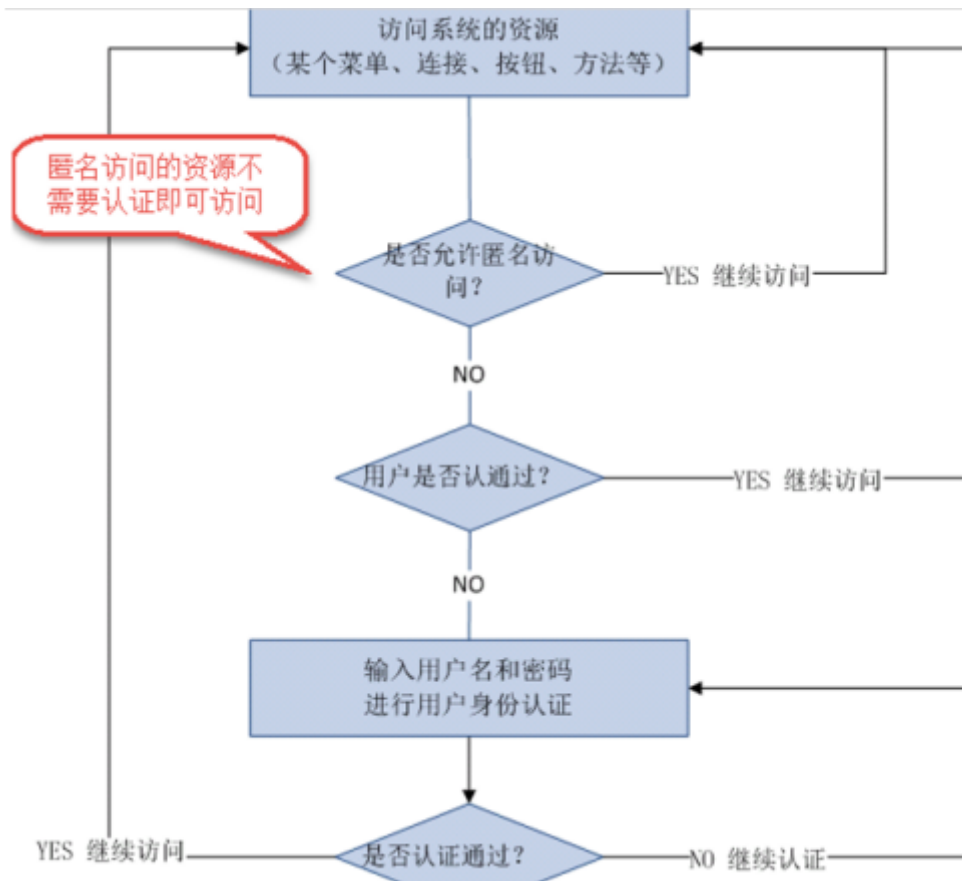 访问系统的资源
（某个菜单、连接、按钮、方法等）
匿名访问的资源不
需要认证即可访问
是否允许匿名访
问？
YES 继续访问
NO
用户是否认通过？
YES 继续访问
NO
输入用户名和密码
进行用户身份认证
YES 继续访问
是否认证通过？
NO 继续认证